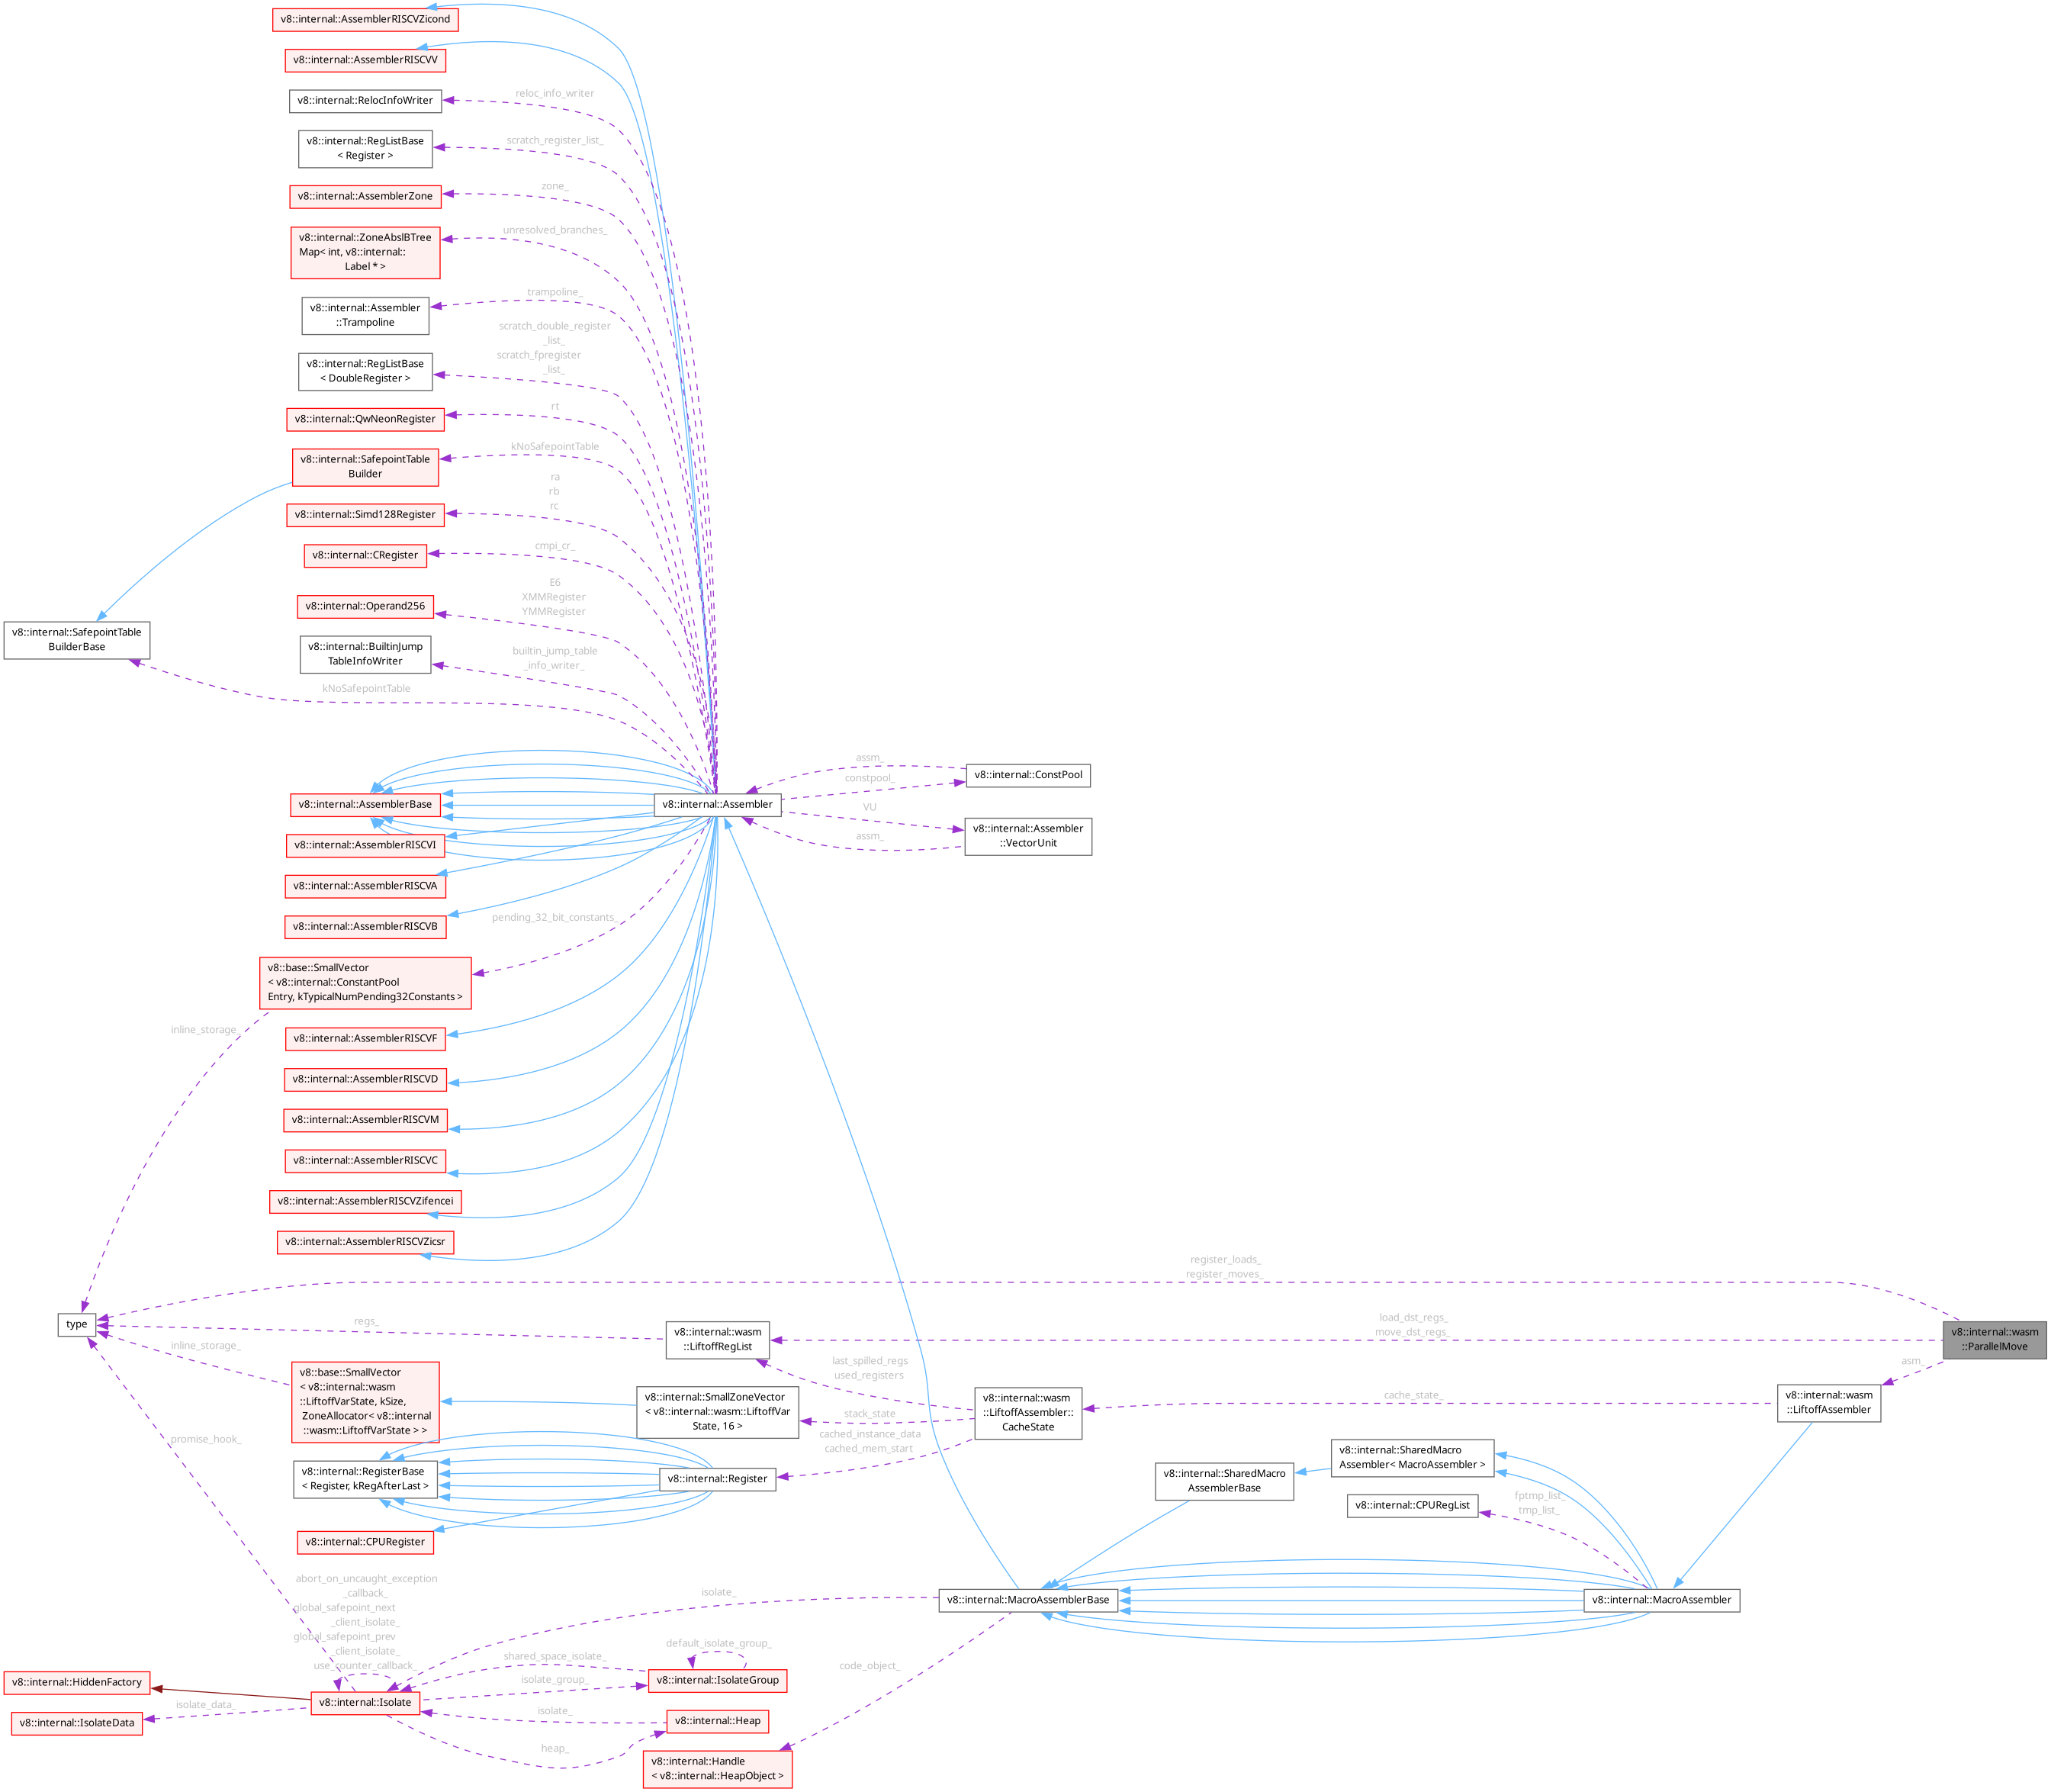 v8::internal::AssemblerRISCVZicond
v8::internal::AssemblerRISCVV
v8::internal::RelocInfoWriter
reloc_info_writer
v8::internal::RegListBase
< Register >
scratch_register_list_
v8::internal::AssemblerZone
zone_
v8::internal::ZoneAbslBTree
Map< int, v8::internal::
Label * >
unresolved_branches_
v8::internal::Assembler
::Trampoline
trampoline_
scratch_double_register
_list_
scratch_fpregister
_list_
v8::internal::RegListBase
< DoubleRegister >
v8::internal::QwNeonRegister
rt
v8::internal::SafepointTable
Builder
kNoSafepointTable
ra
rb
rc
v8::internal::Simd128Register
v8::internal::CRegister
cmpi_cr_
E6
XMMRegister
YMMRegister
v8::internal::Operand256
v8::internal::SafepointTable
BuilderBase
v8::internal::BuiltinJump
TableInfoWriter
builtin_jump_table
_info_writer_
kNoSafepointTable
v8::internal::AssemblerBase
v8::internal::Assembler
assm_
constpool_
v8::internal::ConstPool
VU
assm_
v8::internal::Assembler
::VectorUnit
v8::internal::AssemblerRISCVI
v8::internal::AssemblerRISCVA
v8::internal::AssemblerRISCVB
pending_32_bit_constants_
v8::base::SmallVector
< v8::internal::ConstantPool
Entry, kTypicalNumPending32Constants >
inline_storage_
v8::internal::AssemblerRISCVF
v8::internal::AssemblerRISCVD
v8::internal::AssemblerRISCVM
v8::internal::AssemblerRISCVC
v8::internal::AssemblerRISCVZifencei
v8::internal::AssemblerRISCVZicsr
register_loads_
register_moves_
type
regs_
v8::internal::wasm
::LiftoffRegList
load_dst_regs_
move_dst_regs_
v8::internal::wasm
::ParallelMove
inline_storage_
v8::base::SmallVector
< v8::internal::wasm
::LiftoffVarState, kSize,
ZoneAllocator< v8::internal
::wasm::LiftoffVarState > >
v8::internal::SmallZoneVector
< v8::internal::wasm::LiftoffVar
State, 16 >
last_spilled_regs
used_registers
stack_state
cached_instance_data
cached_mem_start
v8::internal::wasm
::LiftoffAssembler::
CacheState
cache_state_
asm_
v8::internal::wasm
::LiftoffAssembler
promise_hook_
v8::internal::RegisterBase
< Register, kRegAfterLast >
v8::internal::Register
v8::internal::CPURegister
v8::internal::SharedMacro
AssemblerBase
v8::internal::SharedMacro
Assembler< MacroAssembler >
v8::internal::CPURegList
fptmp_list_
tmp_list_
abort_on_uncaught_exception
_callback_
global_safepoint_next
_client_isolate_
global_safepoint_prev
_client_isolate_
use_counter_callback_
isolate_
v8::internal::MacroAssemblerBase
v8::internal::MacroAssembler
code_object_
default_isolate_group_
shared_space_isolate_
isolate_group_
v8::internal::IsolateGroup
v8::internal::HiddenFactory
v8::internal::Isolate
isolate_data_
v8::internal::IsolateData
isolate_
v8::internal::Heap
heap_
v8::internal::Handle
< v8::internal::HeapObject >